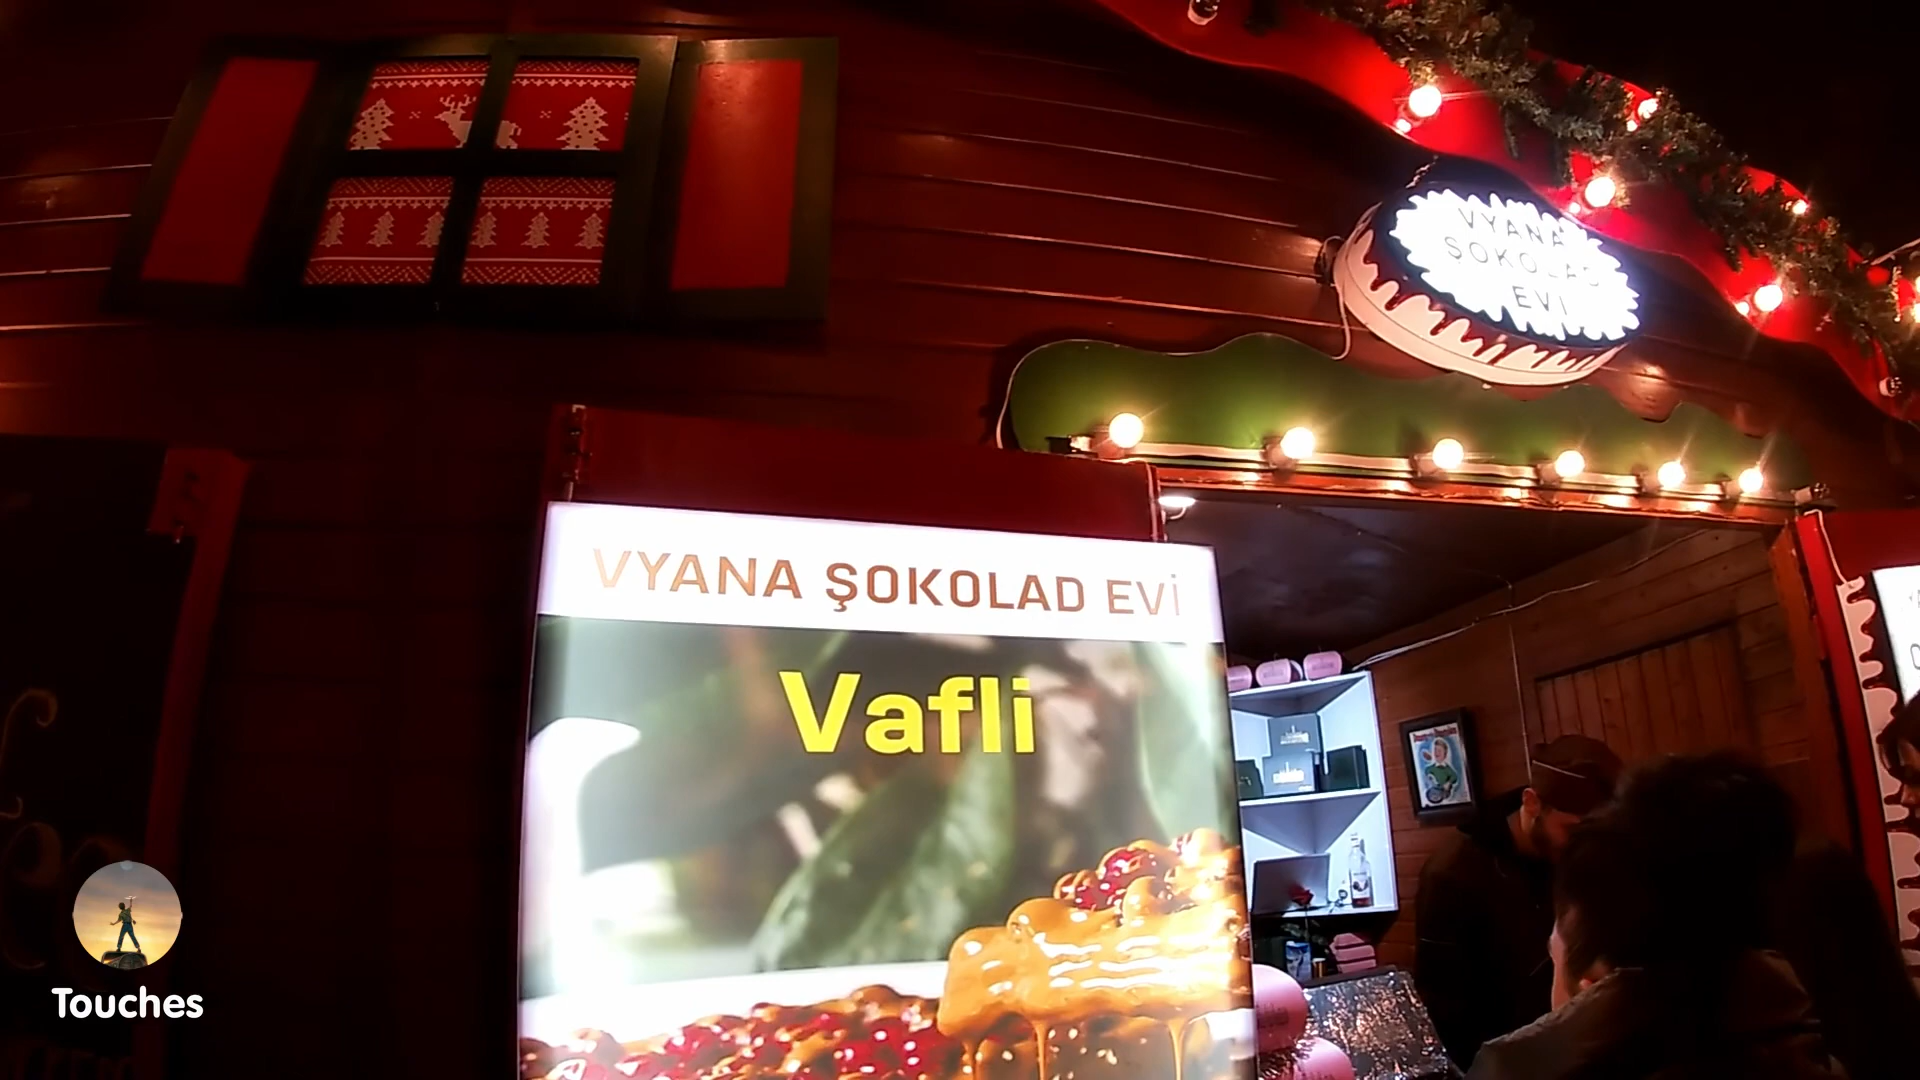 VYANA
ŞOKOLAD
EVİ
VYANA ŞOKOLAD EVİ
Vafli
Touches